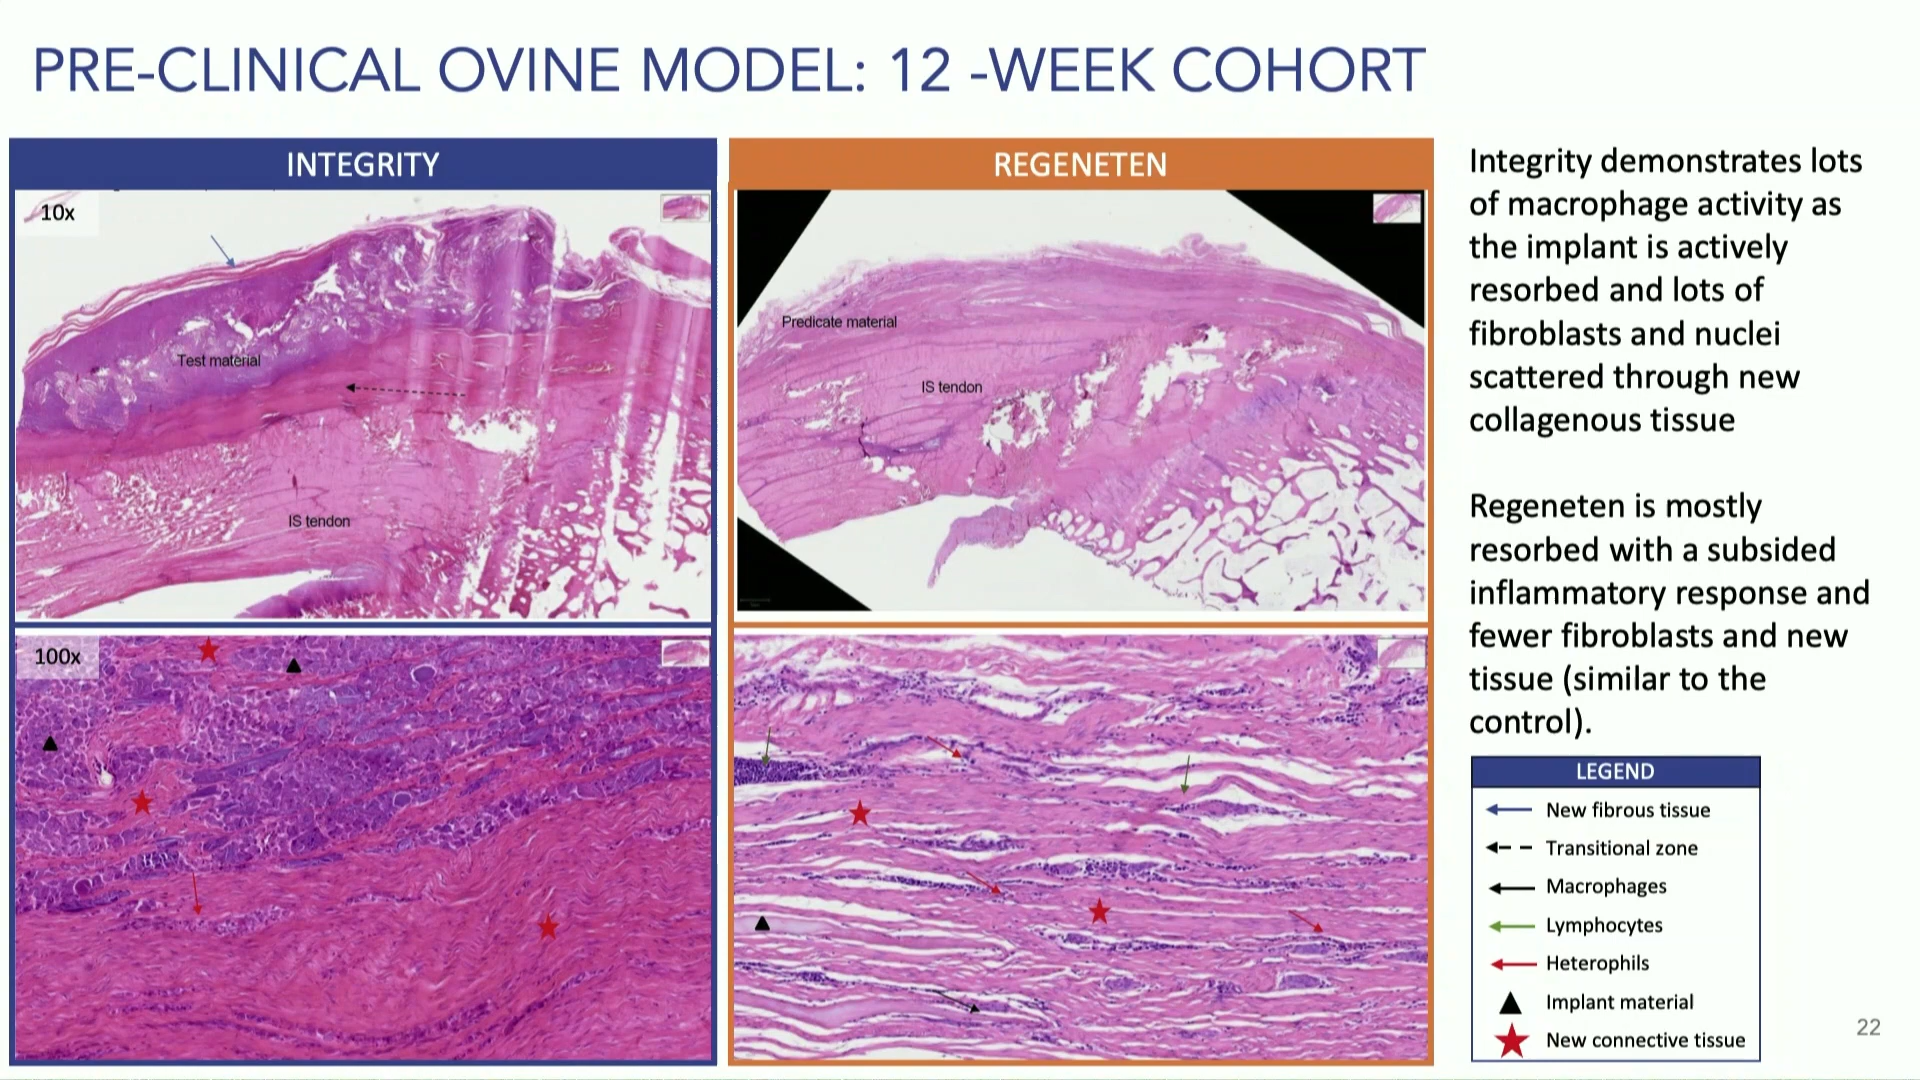 PRE-CLINICAL OVINE MODEL: 12 -WEEK COHORT
INTEGRITY
10x
Test material
IS tendon
100x
REGENETEN
Predicate material
IS tendon
Integrity demonstrates lots
of macrophage activity as
the implant is actively
resorbed and lots of
fibroblasts and nuclei
scattered through new
collagenous tissue
Regeneten is mostly
resorbed with a subsided
inflammatory response and
fewer fibroblasts and new
tissue (similar to the
control).
LEGEND
New fibrous tissue
Transitional zone
Macrophages
Lymphocytes
Heterophils
Implant material
New connective tissue
22